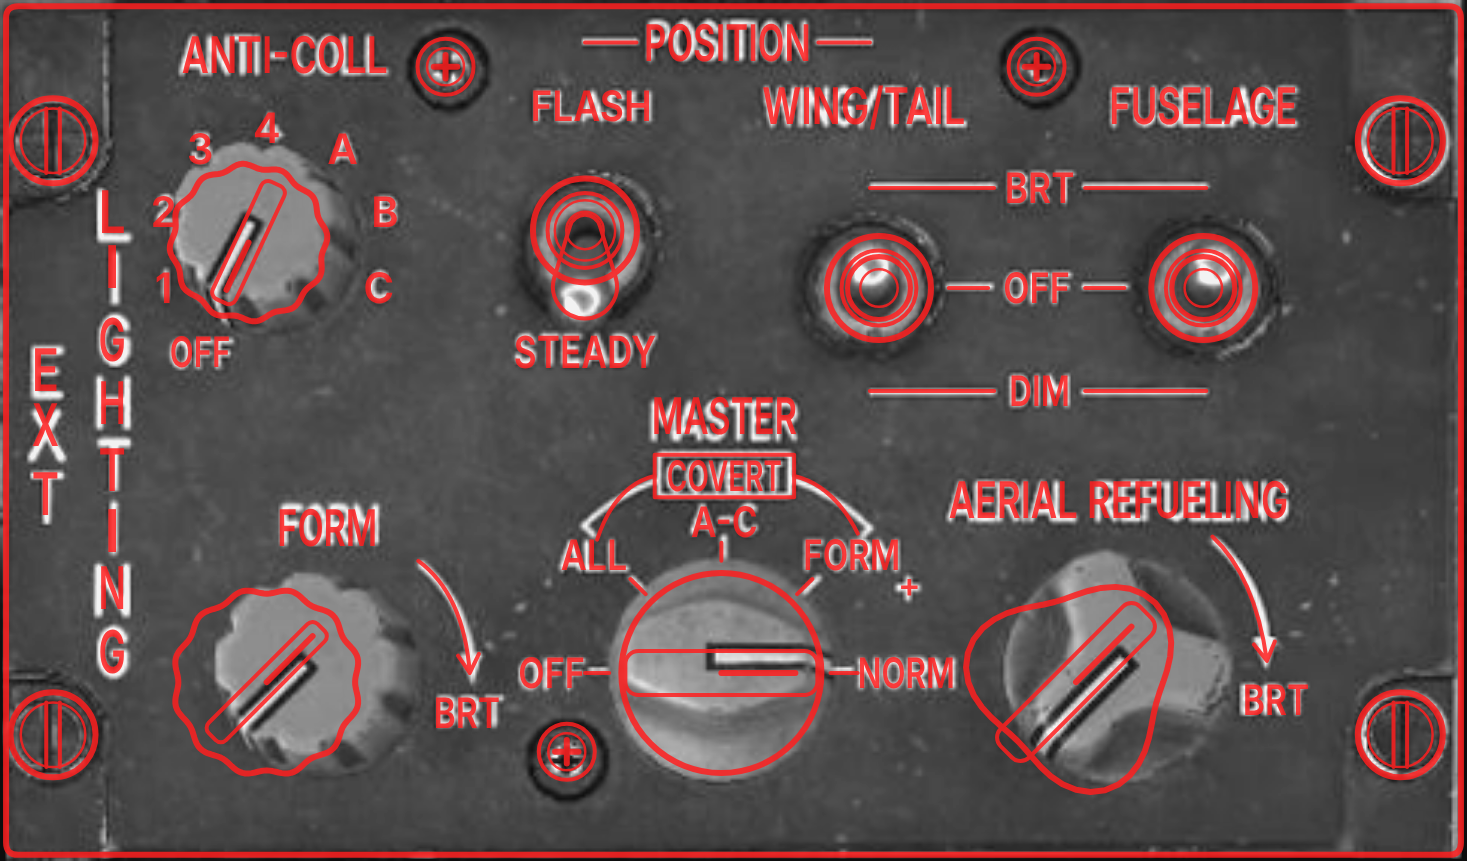 ANTI-COLL
POSITION
FLASH
WING/TAIL
FUSELAGE
4
3
A
2
B
1
C
OFF
STEADY
BRT
OFF
DIM
EXT
LIGHTING
MASTER
COVERT
A-C
ALL
FORM
+
OFF
NORM
FORM
BRT
AERIAL REFUELING
BRT